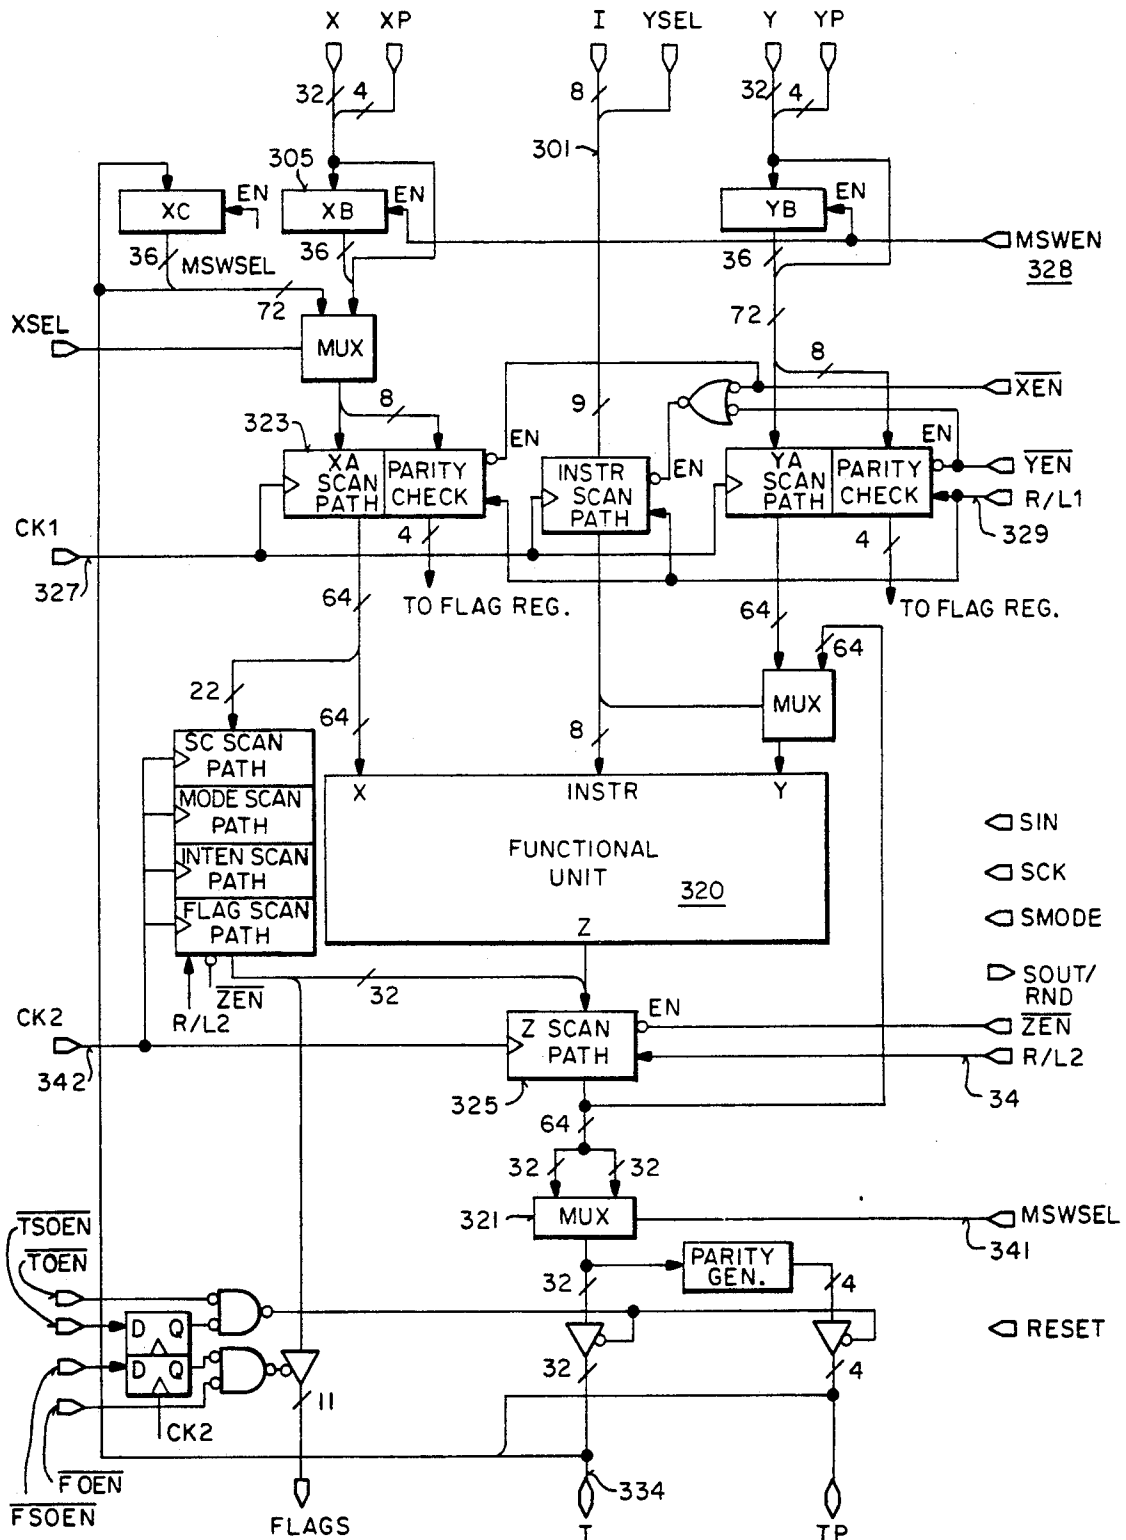 X XP I YSEL Y YP
32 4 8 32 4
301
305
EN EN EN
XC XB YB
36 36 36 MSWEN
MSWSEL 328
72
XSEL 72
MUX
8 8 XEN
9
323 EN EN EN
XA SCAN PATH PARITY CHECK INSTR SCAN PATH YA SCAN PATH PARITY CHECK YEN
R/L1
CK1 4 4 329
327
64 TO FLAG REG. 64 TO FLAG REG.
64
22 64 8 MUX
SC SCAN PATH
X INSTR Y
MODE SCAN PATH SIN
FUNCTIONAL UNIT
INTEN SCAN PATH 320 SCK
FLAG SCAN PATH Z SMODE
32 SOUT/
RND
R/L2 ZEN
CK2 EN ZEN
Z SCAN PATH
342 R/L2
325 34
64
32 32
TSOEN 321 MUX MSWSEL
341
TOEN PARITY GEN.
32 4
D Q RESET
D Q
32 4
11
CK2
FOEN
334
FSOEN
FLAGS T TP